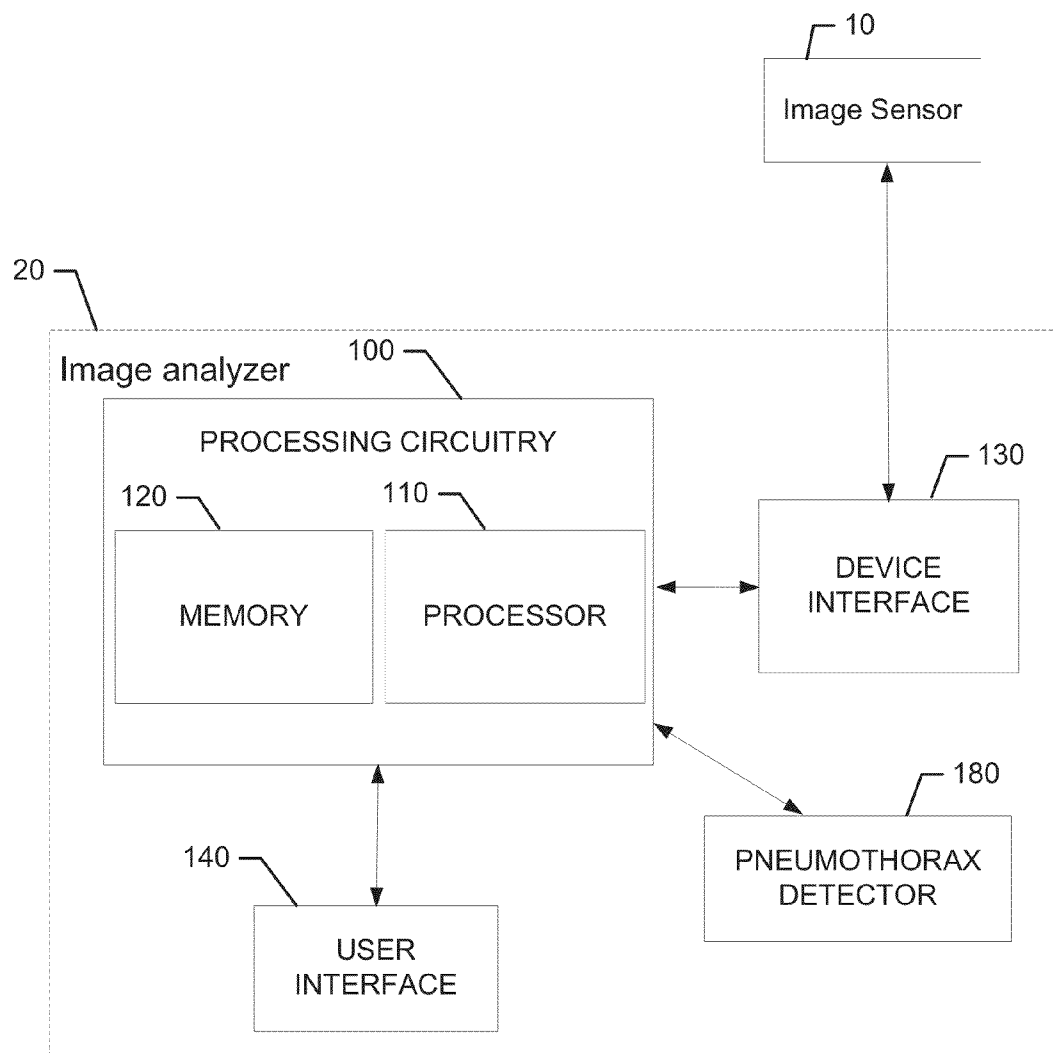 10
Image Sensor
20
Image analyzer
100
PROCESSING CIRCUITRY
120
110
130
MEMORY
PROCESSOR
DEVICE
INTERFACE
180
PNEUMOTHORAX
DETECTOR
140
USER
INTERFACE